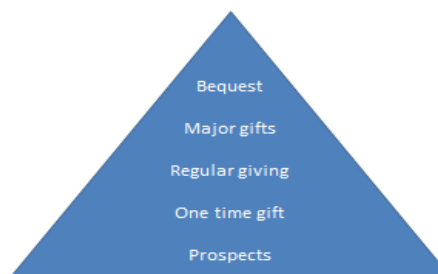 Bequest
Major gifts
Regular giving
One time gift
Prospects